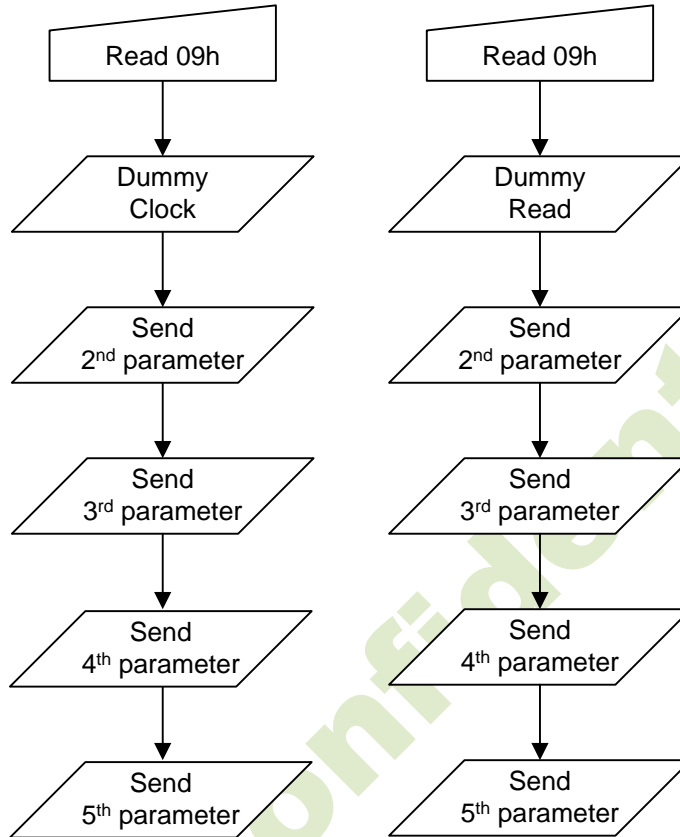 Read 09h
Dummy
Clock
Send
2nd parameter
Send
3rd parameter
Send
4th parameter
Send
5th parameter
Read 09h
Dummy
Read
Send
2nd parameter
Send
3rd parameter
Send
4th parameter
Send
5th parameter
onfident